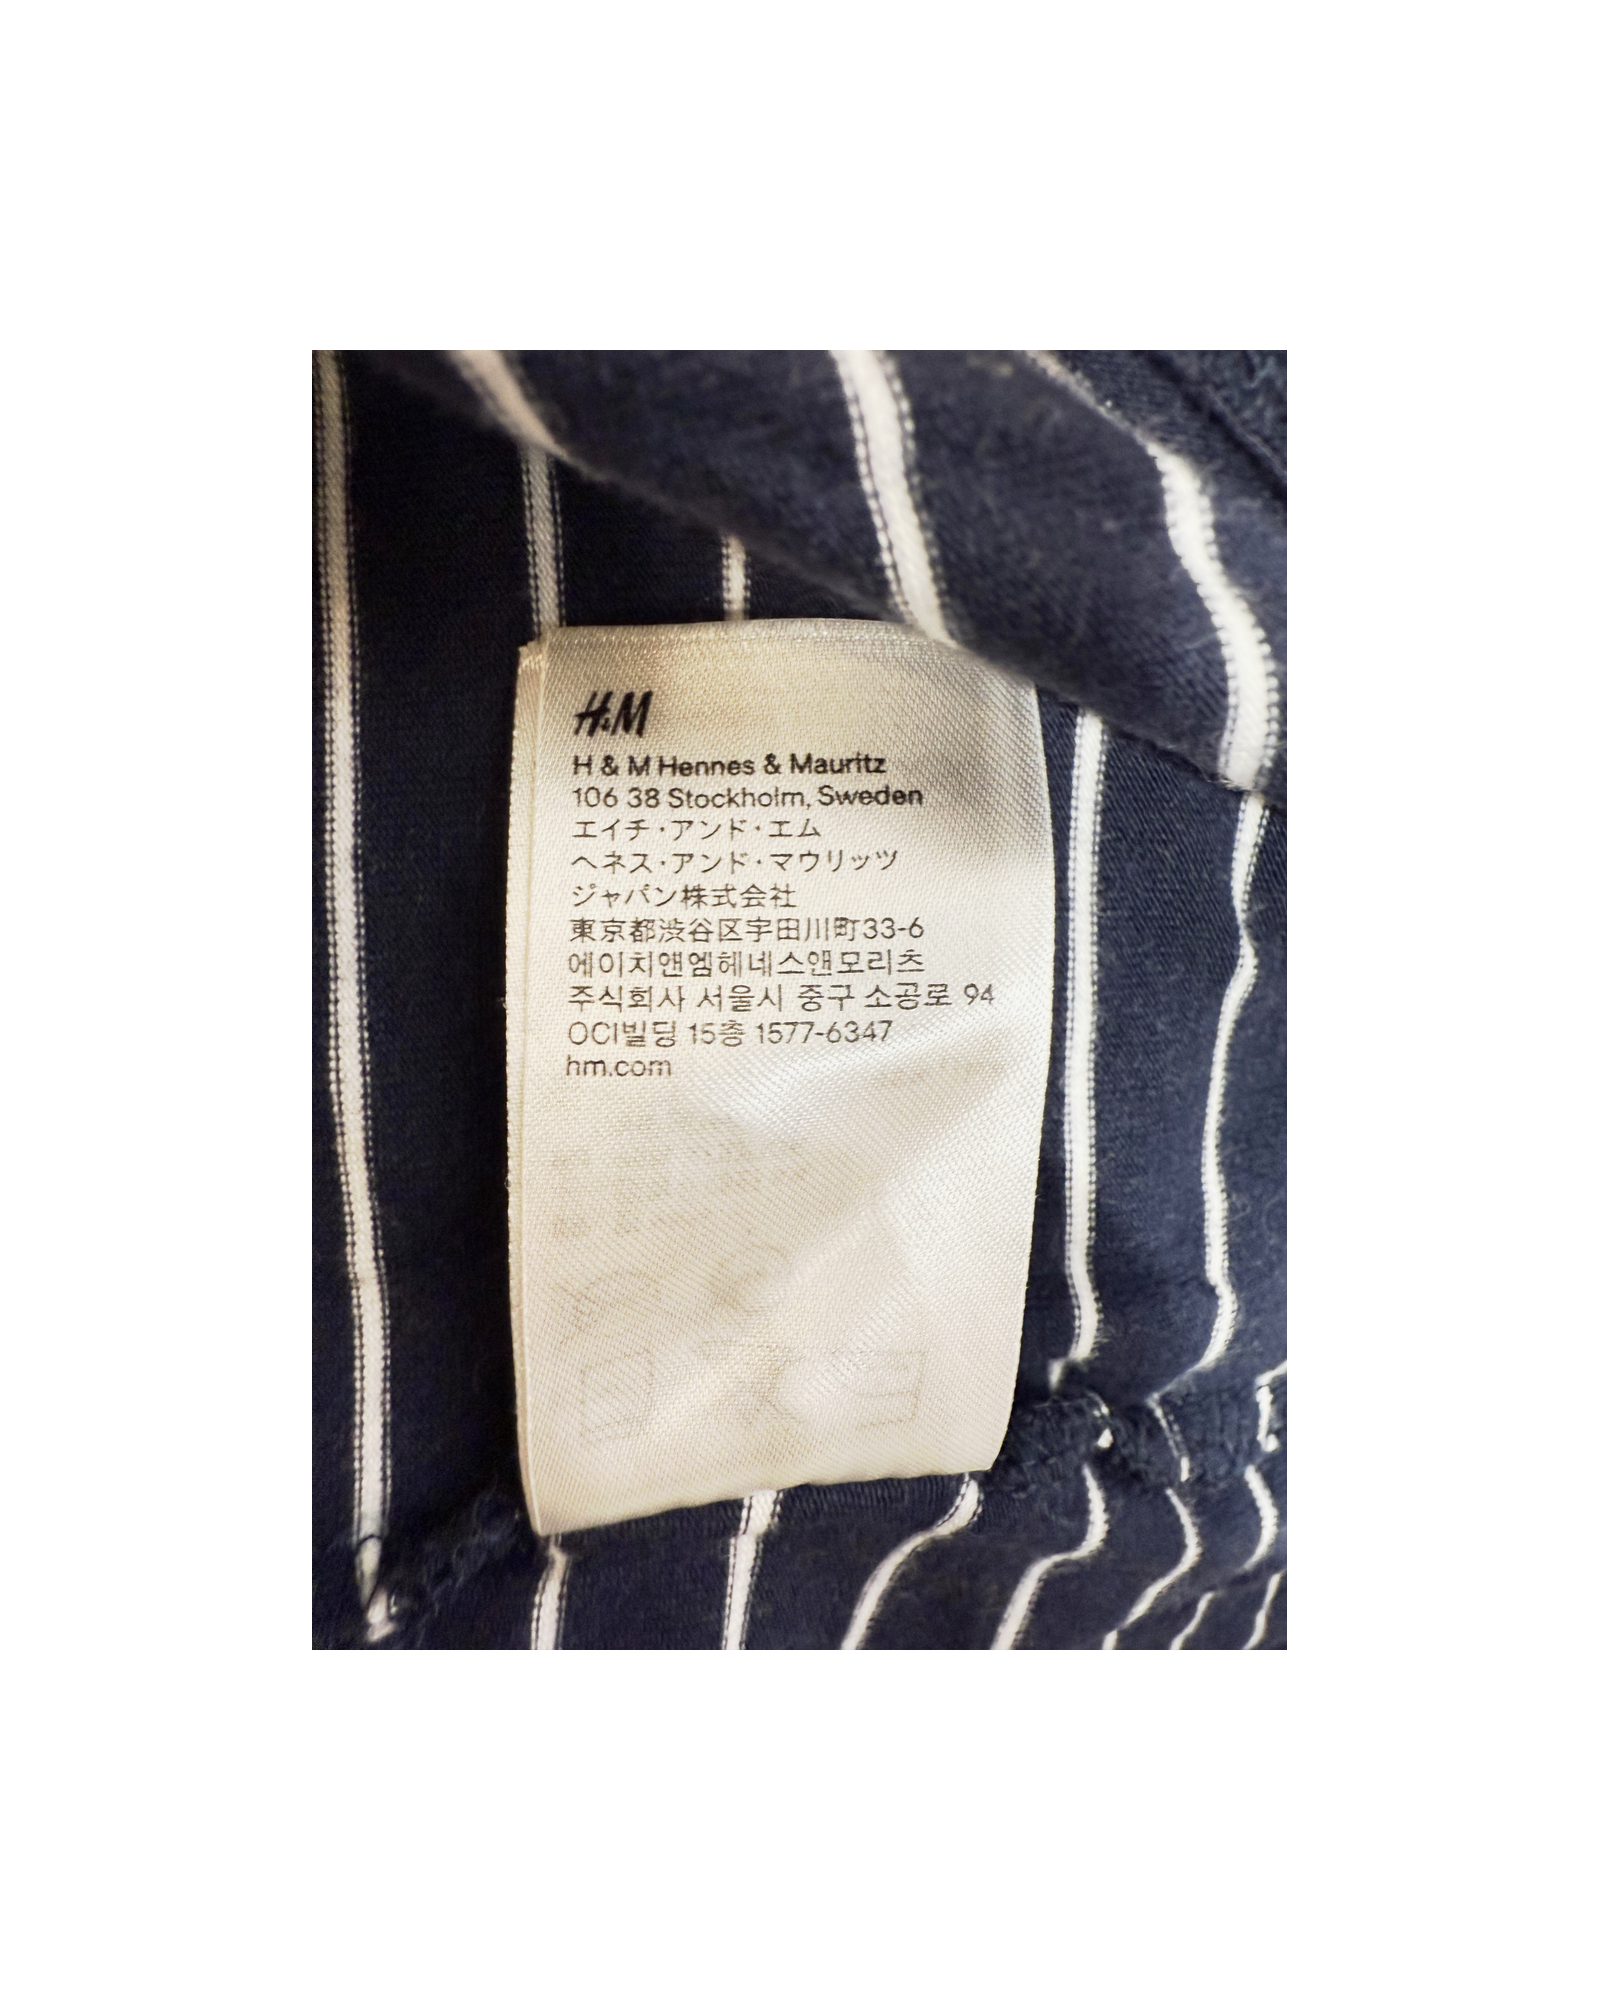 H&M
H & M Hennes & Mauritz
106 38 Stockholm, Sweden
エイチ・アンド・エム
ヘネス・アンド・マウリッツ
ジャパン株式会社
東京都渋谷区宇田川町33-6
에이치앤엠헤네스앤모리츠
주식회사 서울시 중구 소공로 94
OCI빌딩 15층 1577-6347
hm.com